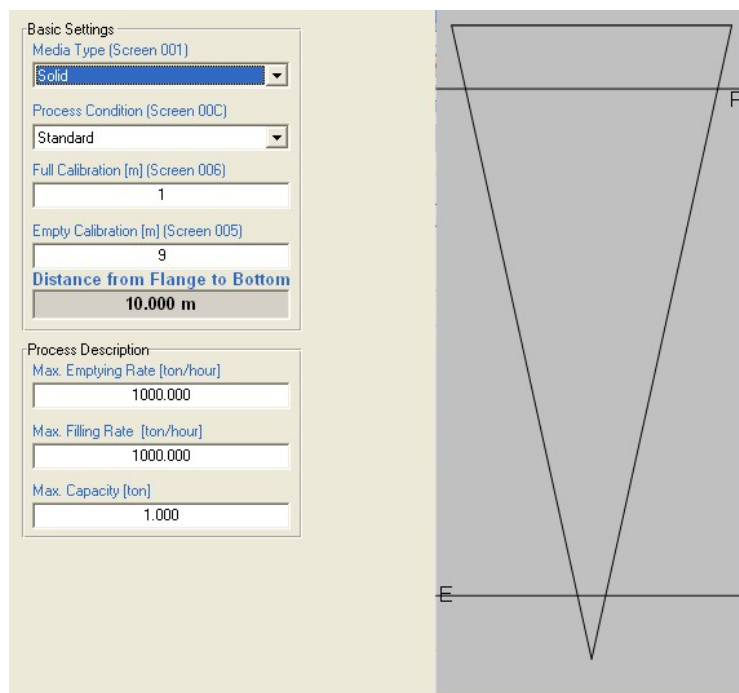 Basic Settings
Media Type (Screen 001)
Solid
Process Condition (Screen 00C)
Standard
Full Calibration [m] (Screen 006)
1
Empty Calibration [m] (Screen 005)
9
Distance from Flange to Bottom
10.000 m
Process Description
Max. Emptying Rate [ton/hour]
1000.000
Max. Filling Rate [ton/hour]
1000.000
Max. Capacity [ton]
1.000
E